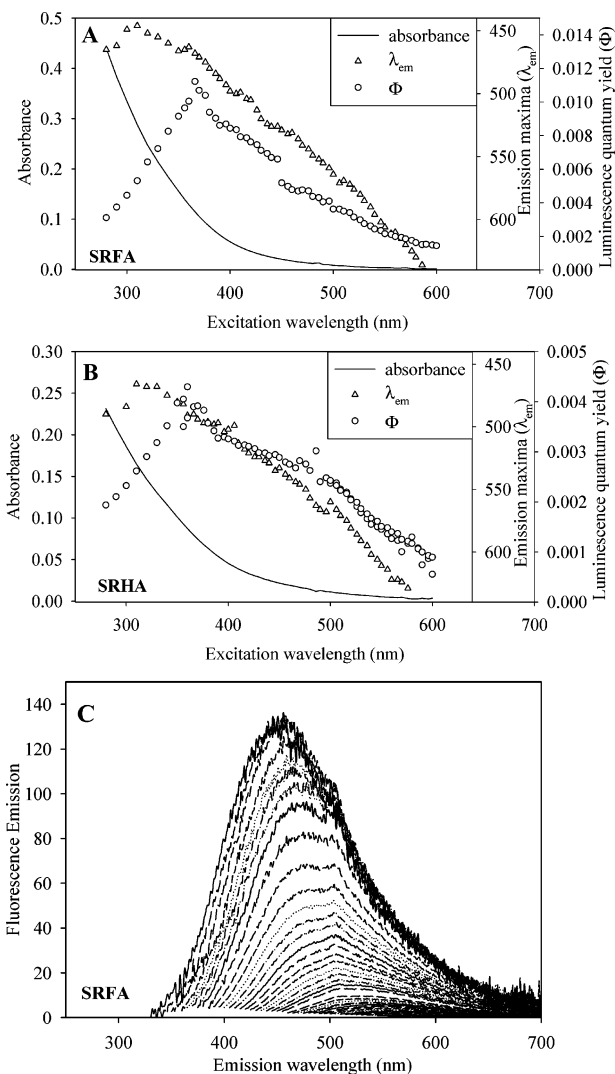 A
absorbance
λem
Φ
0.5
0.4
0.3
0.2
0.1
0.0
Absorbance
SRFA
300
400
500
600
700
Excitation wavelength (nm)
450
500
550
600
Emission maxima (λem)
0.014
0.012
0.010
0.008
0.006
0.004
0.002
0.000
Luminescence quantum yield (Φ)
B
absorbance
λem
Φ
0.30
0.25
0.20
0.15
0.10
0.05
0.00
Absorbance
SRHA
300
400
500
600
700
Excitation wavelength (nm)
450
500
550
600
Emission maxima (λem)
0.005
0.004
0.003
0.002
0.001
0.000
Luminescence quantum yield (Φ)
C
140
120
100
80
60
40
20
0
Fluorescence Emission
SRFA
300
400
500
600
700
Emission wavelength (nm)